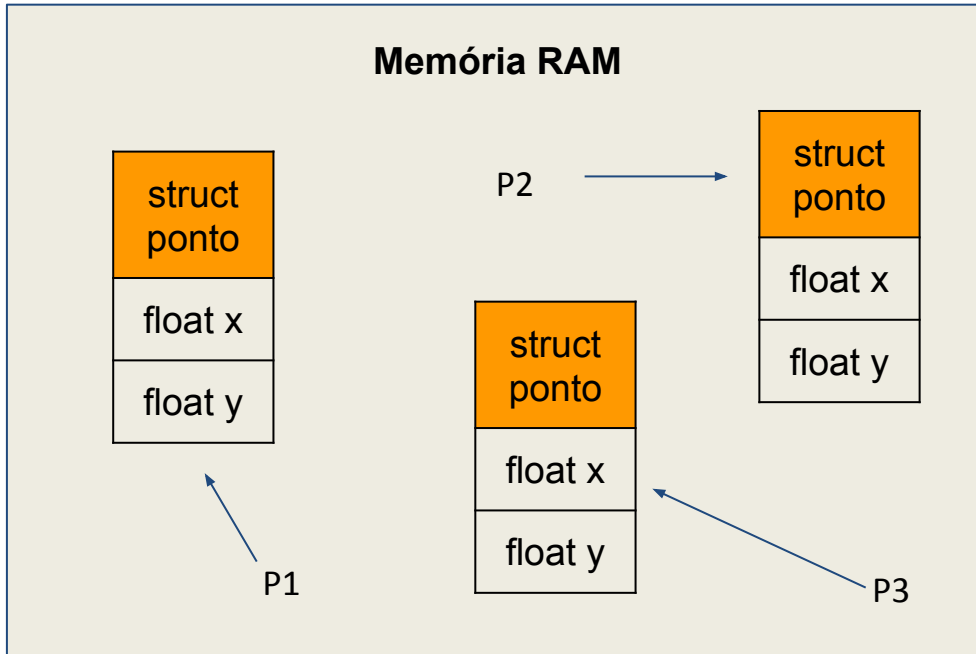 Memória RAM
struct
ponto
float x
float y
P1
P2
struct
ponto
float x
float y
struct
ponto
float x
float y
P3